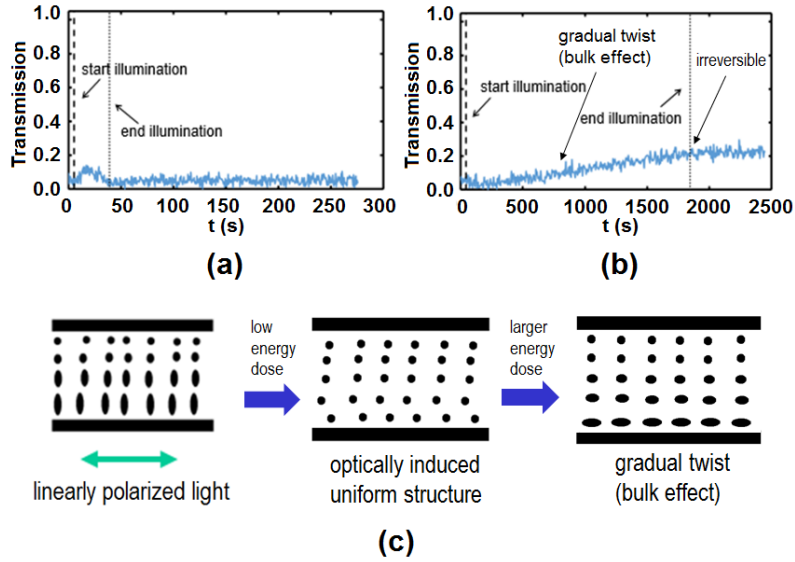 Transmission
1.0
0.8
0.6
0.4
0.2
0.0
start illumination
end illumination
0
50
100
150
200
250
300
t (s)
(a)
Transmission
1.0
0.8
0.6
0.4
0.2
0.0
gradual twist
(bulk effect)
irreversible
start illumination
end illumination
0
500
1000
1500
2000
2500
t (s)
(b)
low
energy
dose
larger
energy
dose
linearly polarized light
optically induced
uniform structure
gradual twist
(bulk effect)
(c)